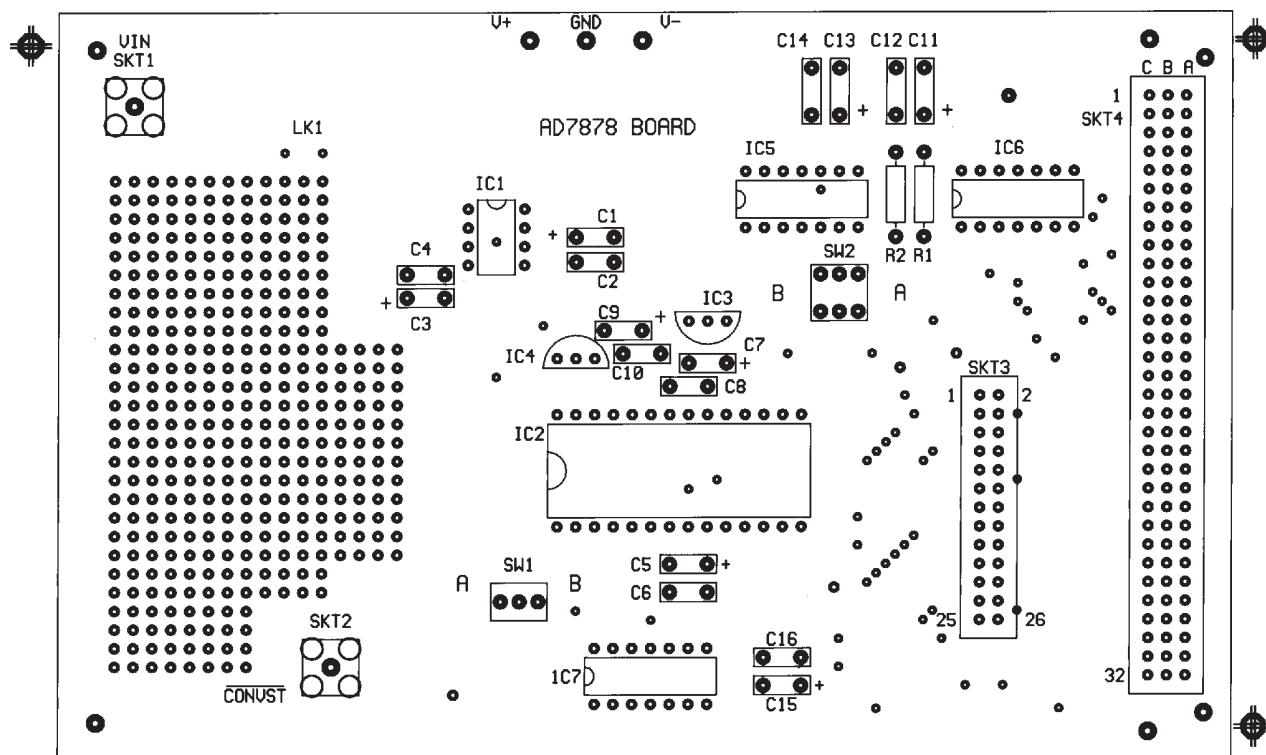 V+ GND V-
VIN
SKT1
C14 C13 C12 C11
+ +
C B A
1
SKT4
LK1
AD7878 BOARD
IC5
IC6
IC1
+ C1
C2
C4
+ C3
R2 R1
SW2
B A
C9 +
IC3
IC4
C10
C7 +
C8
SKT3
1 2
IC2
C5 +
C6
A SW1 B
25 26
SKT2
CONVST
1C7
C16
C15 +
32